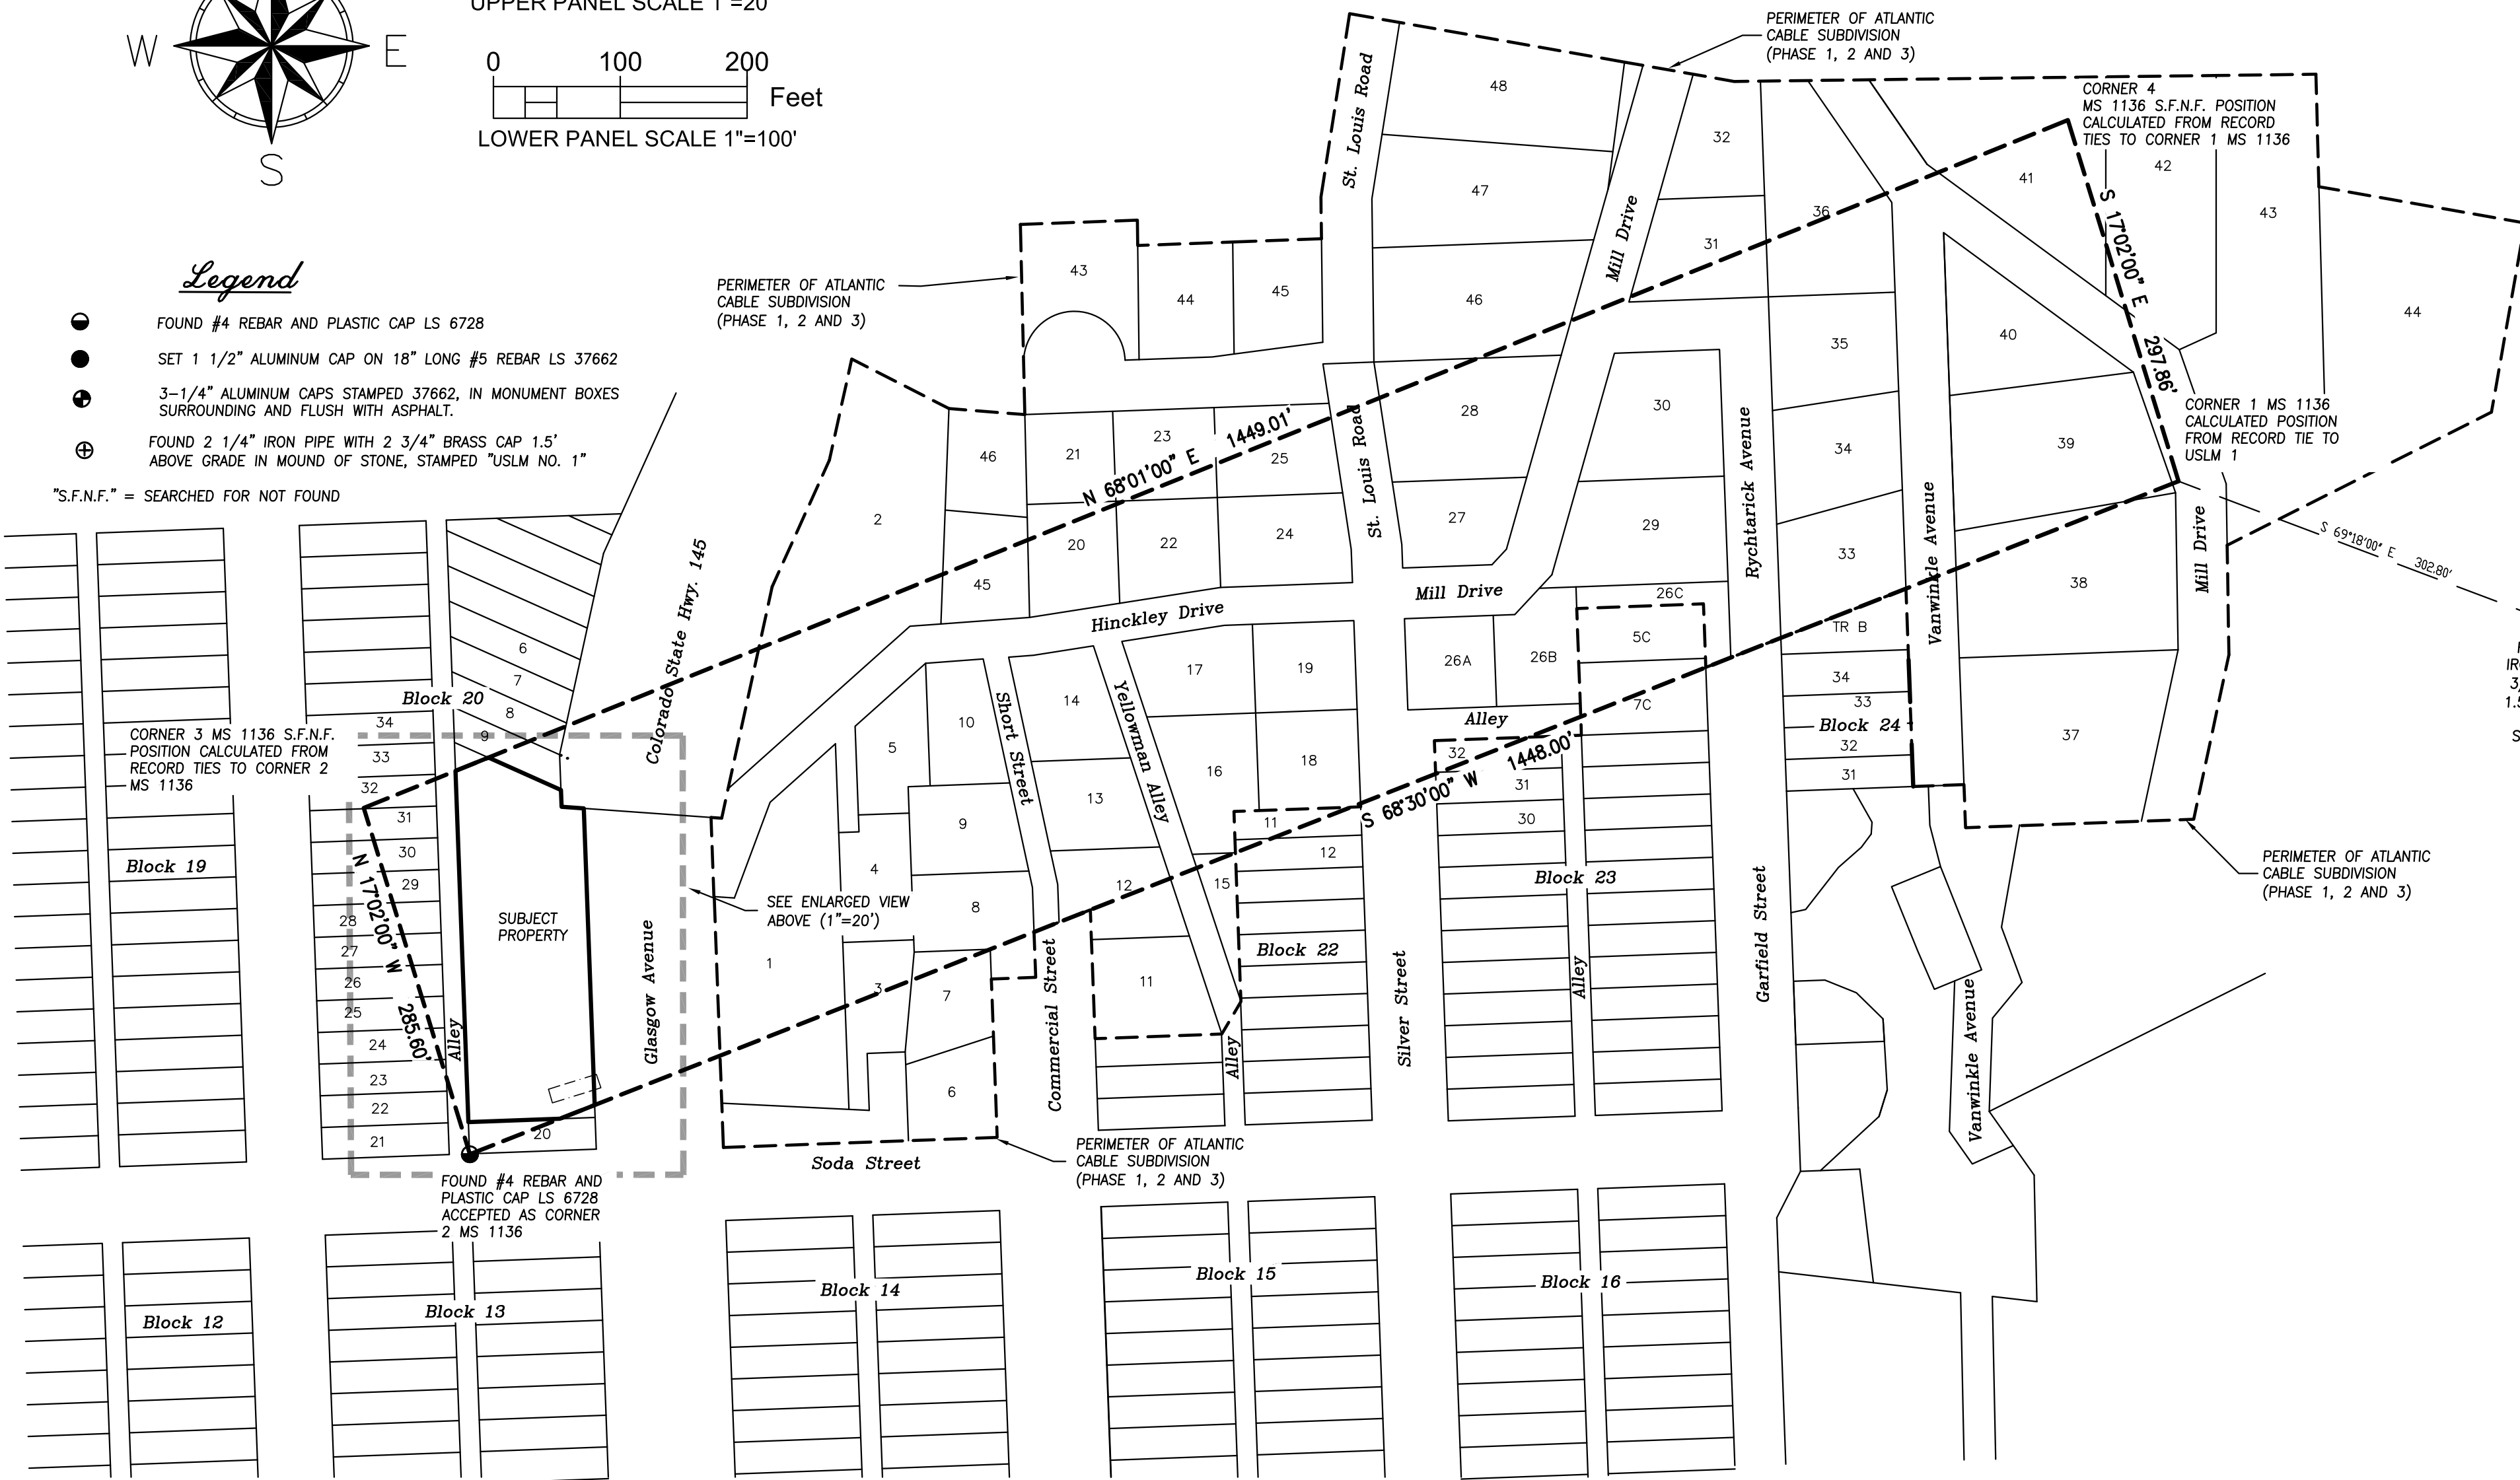 UPPER PANEL SCALE 1"=20'
W
E
S
0 100 200
Feet
LOWER PANEL SCALE 1"=100'
Legend
FOUND #4 REBAR AND PLASTIC CAP LS 6728
SET 1 1/2" ALUMINUM CAP ON 18" LONG #5 REBAR LS 37662
3-1/4" ALUMINUM CAPS STAMPED 37662, IN MONUMENT BOXES
SURROUNDING AND FLUSH WITH ASPHALT.
FOUND 2 1/4" IRON PIPE WITH 2 3/4" BRASS CAP 1.5'
ABOVE GRADE IN MOUND OF STONE, STAMPED "USLM NO. 1"
"S.F.N.F." = SEARCHED FOR NOT FOUND
PERIMETER OF ATLANTIC
CABLE SUBDIVISION
(PHASE 1, 2 AND 3)
PERIMETER OF ATLANTIC
CABLE SUBDIVISION
(PHASE 1, 2 AND 3)
CORNER 4
MS 1136 S.F.N.F. POSITION
CALCULATED FROM RECORD
TIES TO CORNER 1 MS 1136
S 17°02'00" E 297.86'
CORNER 1 MS 1136
CALCULATED POSITION
FROM RECORD TIE TO
USLM 1
S 69°18'00" E 302.80'
N 68°01'00" E 1449.01'
S 68°30'00" W 1448.00'
N 17°02'00" W 285.60'
CORNER 3 MS 1136 S.F.N.F.
POSITION CALCULATED FROM
RECORD TIES TO CORNER 2
MS 1136
SUBJECT
PROPERTY
SEE ENLARGED VIEW
ABOVE (1"=20')
FOUND #4 REBAR AND
PLASTIC CAP LS 6728
ACCEPTED AS CORNER
2 MS 1136
PERIMETER OF ATLANTIC
CABLE SUBDIVISION
(PHASE 1, 2 AND 3)
PERIMETER OF ATLANTIC
CABLE SUBDIVISION
(PHASE 1, 2 AND 3)
St. Louis Road
St. Louis Road
Mill Drive
Mill Drive
Mill Drive
Hinckley Drive
Rychtarick Avenue
Vanwinkle Avenue
Vanwinkle Avenue
Colorado State Hwy. 145
Short Street
Yellowman Alley
Alley
Alley
Alley
Alley
Glasgow Avenue
Commercial Street
Silver Street
Garfield Street
Soda Street
Block 20
Block 19
Block 24
Block 23
Block 22
Block 12
Block 13
Block 14
Block 15
Block 16
48
47
46
43
44
45
32
31
36
41
42
43
44
35
40
34
39
33
38
37
TR B
34
33
32
31
28
27
30
29
26C
5C
7C
26A
26B
46
21
23
25
2
20
22
24
45
6
7
8
9
34
33
32
31
30
29
28
27
26
25
24
23
22
21
20
10
14
17
19
5
16
18
13
9
4
12
15
8
11
12
32
31
30
1
3
7
11
6